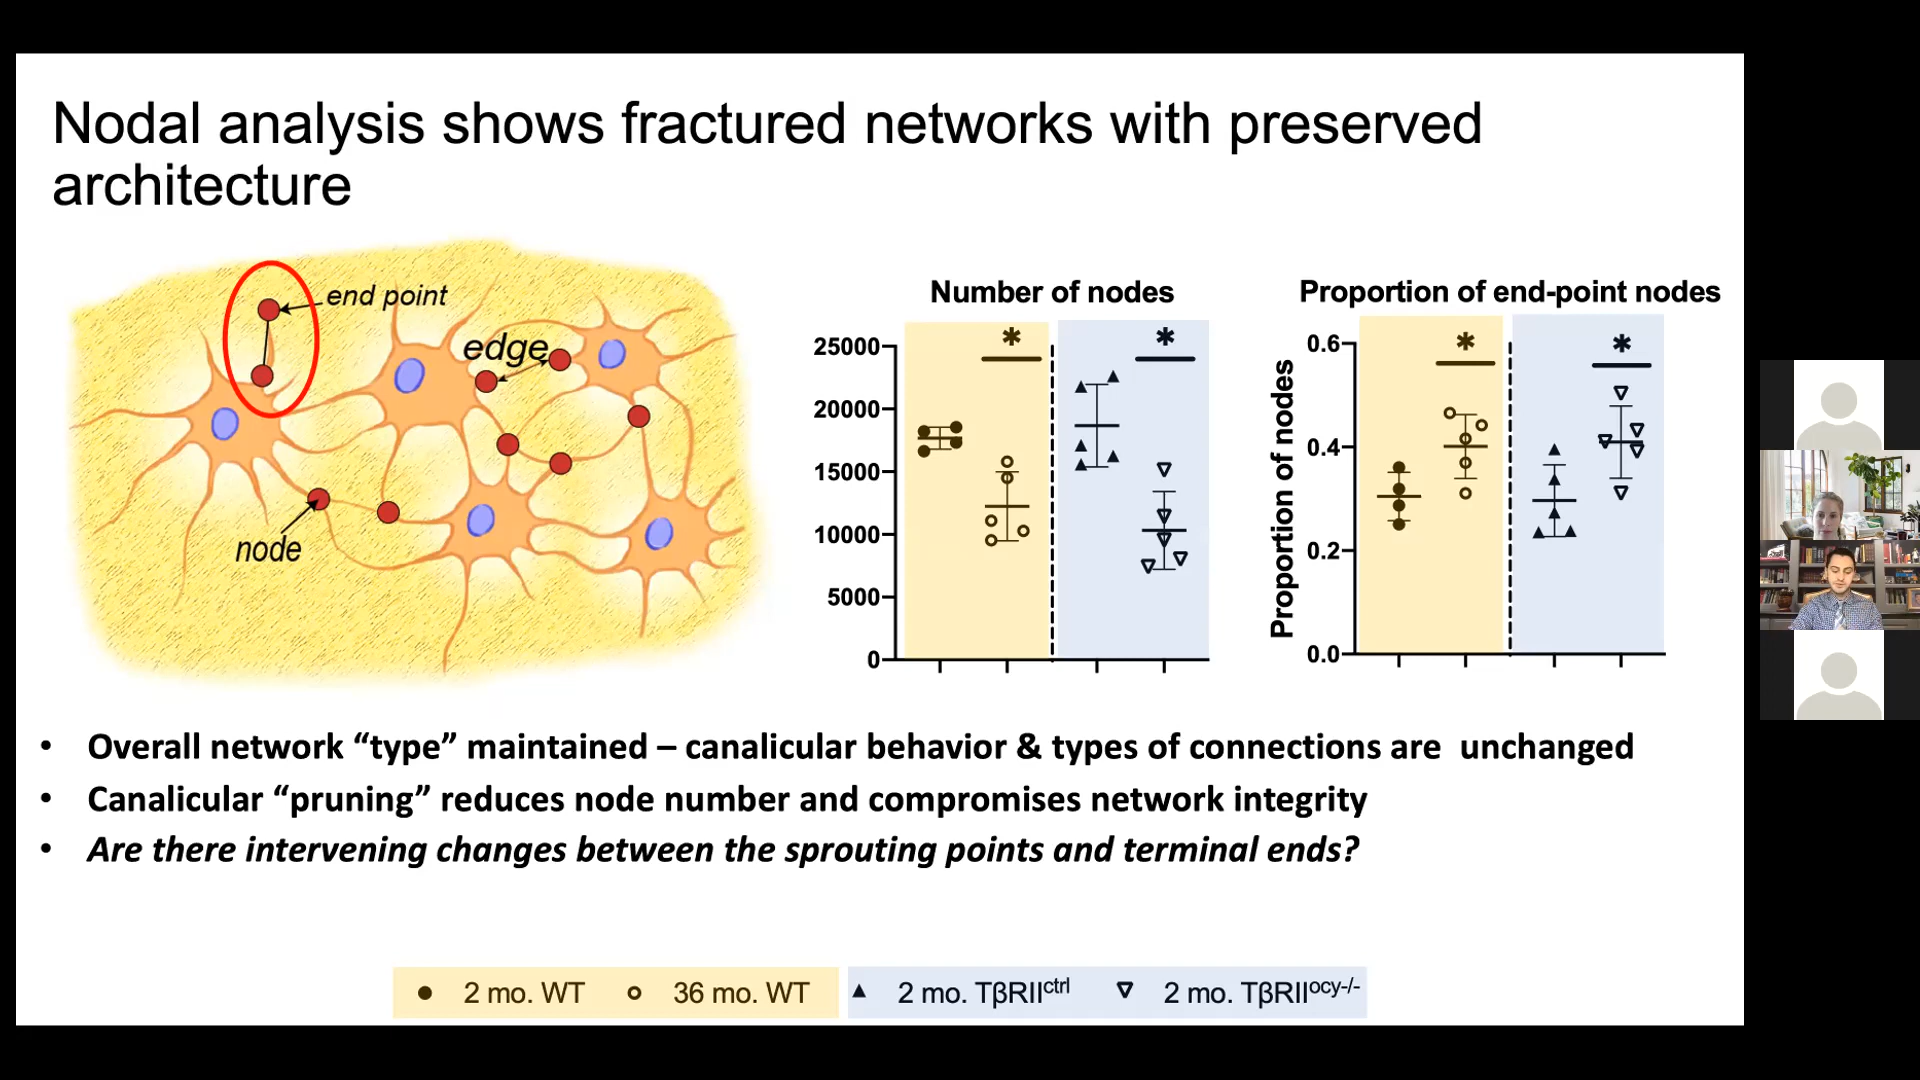 Nodal analysis shows fractured networks with preserved
architecture
end point
edge
node
Number of nodes
25000
20000
15000
10000
5000
0
*
*
Proportion of end-point nodes
Proportion of nodes
0.6
0.4
0.2
0.0
*
*
• Overall network “type” maintained – canalicular behavior & types of connections are unchanged
• Canalicular “pruning” reduces node number and compromises network integrity
• Are there intervening changes between the sprouting points and terminal ends?
2 mo. WT 36 mo. WT 2 mo. TβRIIctrl 2 mo. TβRIIocy-/-